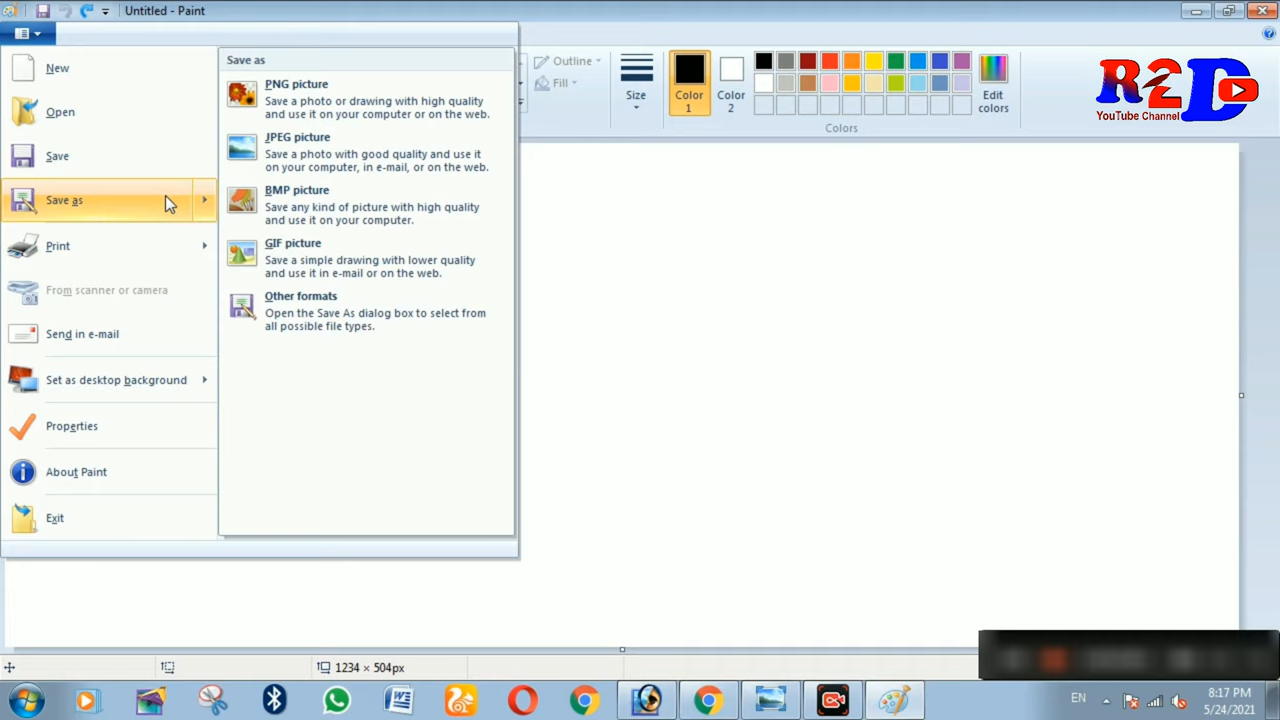 Untitled - Paint
New
Open
Save
Save as
Print
From scanner or camera
Send in e-mail
Set as desktop background
Properties
About Paint
Exit
Save as
PNG picture
Save a photo or drawing with high quality
and use it on your computer or on the web.
JPEG picture
Save a photo with good quality and use it
on your computer, in e-mail, or on the web.
BMP picture
Save any kind of picture with high quality
and use it on your computer.
GIF picture
Save a simple drawing with lower quality
and use it in e-mail or on the web.
Other formats
Open the Save As dialog box to select from
all possible file types.
Outline
Fill
Size
Color
1
Color
2
Edit
colors
Colors
R2D
YouTube Channel
1234 × 504px
EN
8:17 PM
5/24/2021